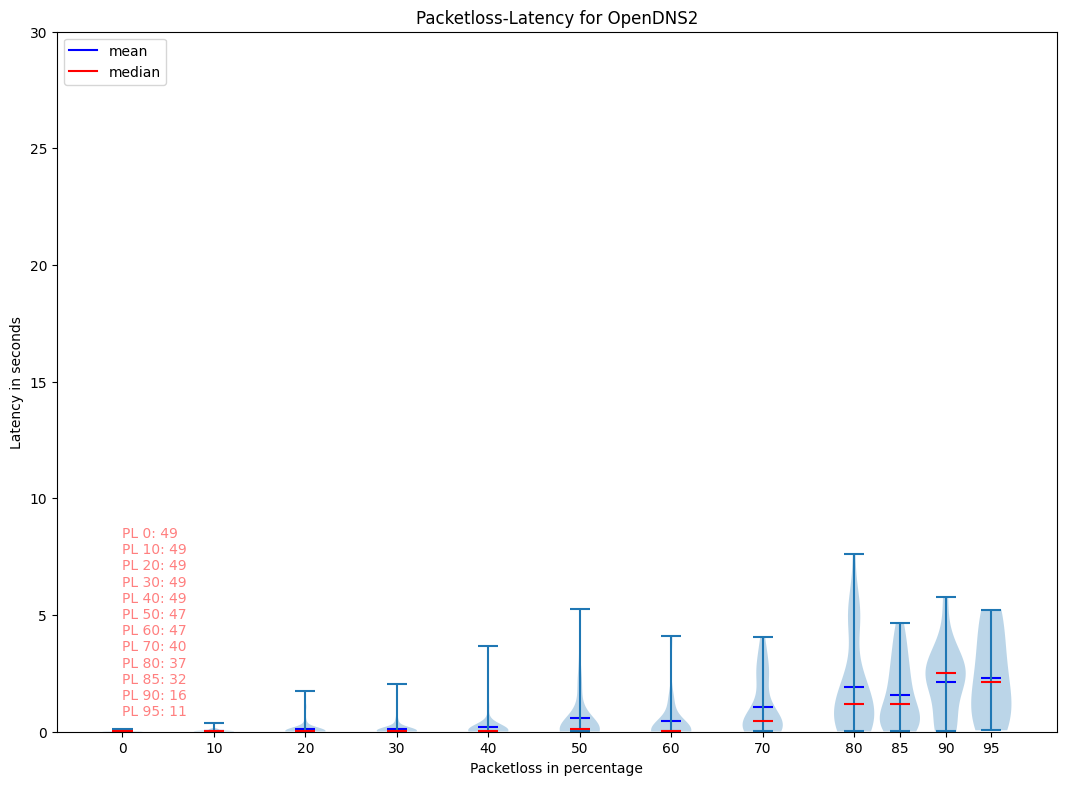 Packetloss-Latency for OpenDNS2
30
mean
median
25
20
15
10
5
0
Latency in seconds
PL 0: 49
PL 10: 49
PL 20: 49
PL 30: 49
PL 40: 49
PL 50: 47
PL 60: 47
PL 70: 40
PL 80: 37
PL 85: 32
PL 90: 16
PL 95: 11
0 10 20 30 40 50 60 70 80 85 90 95
Packetloss in percentage